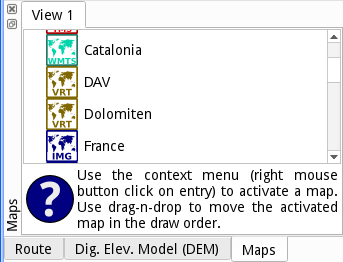 View 1
TMS
Catalonia
WMTS
DAV
VRT
Dolomiten
VRT
France
IMG
Use the context menu (right mouse
button click on entry) to activate a map.
Use drag-n-drop to move the activated
map in the draw order.
Maps
Route
Dig. Elev. Model (DEM)
Maps